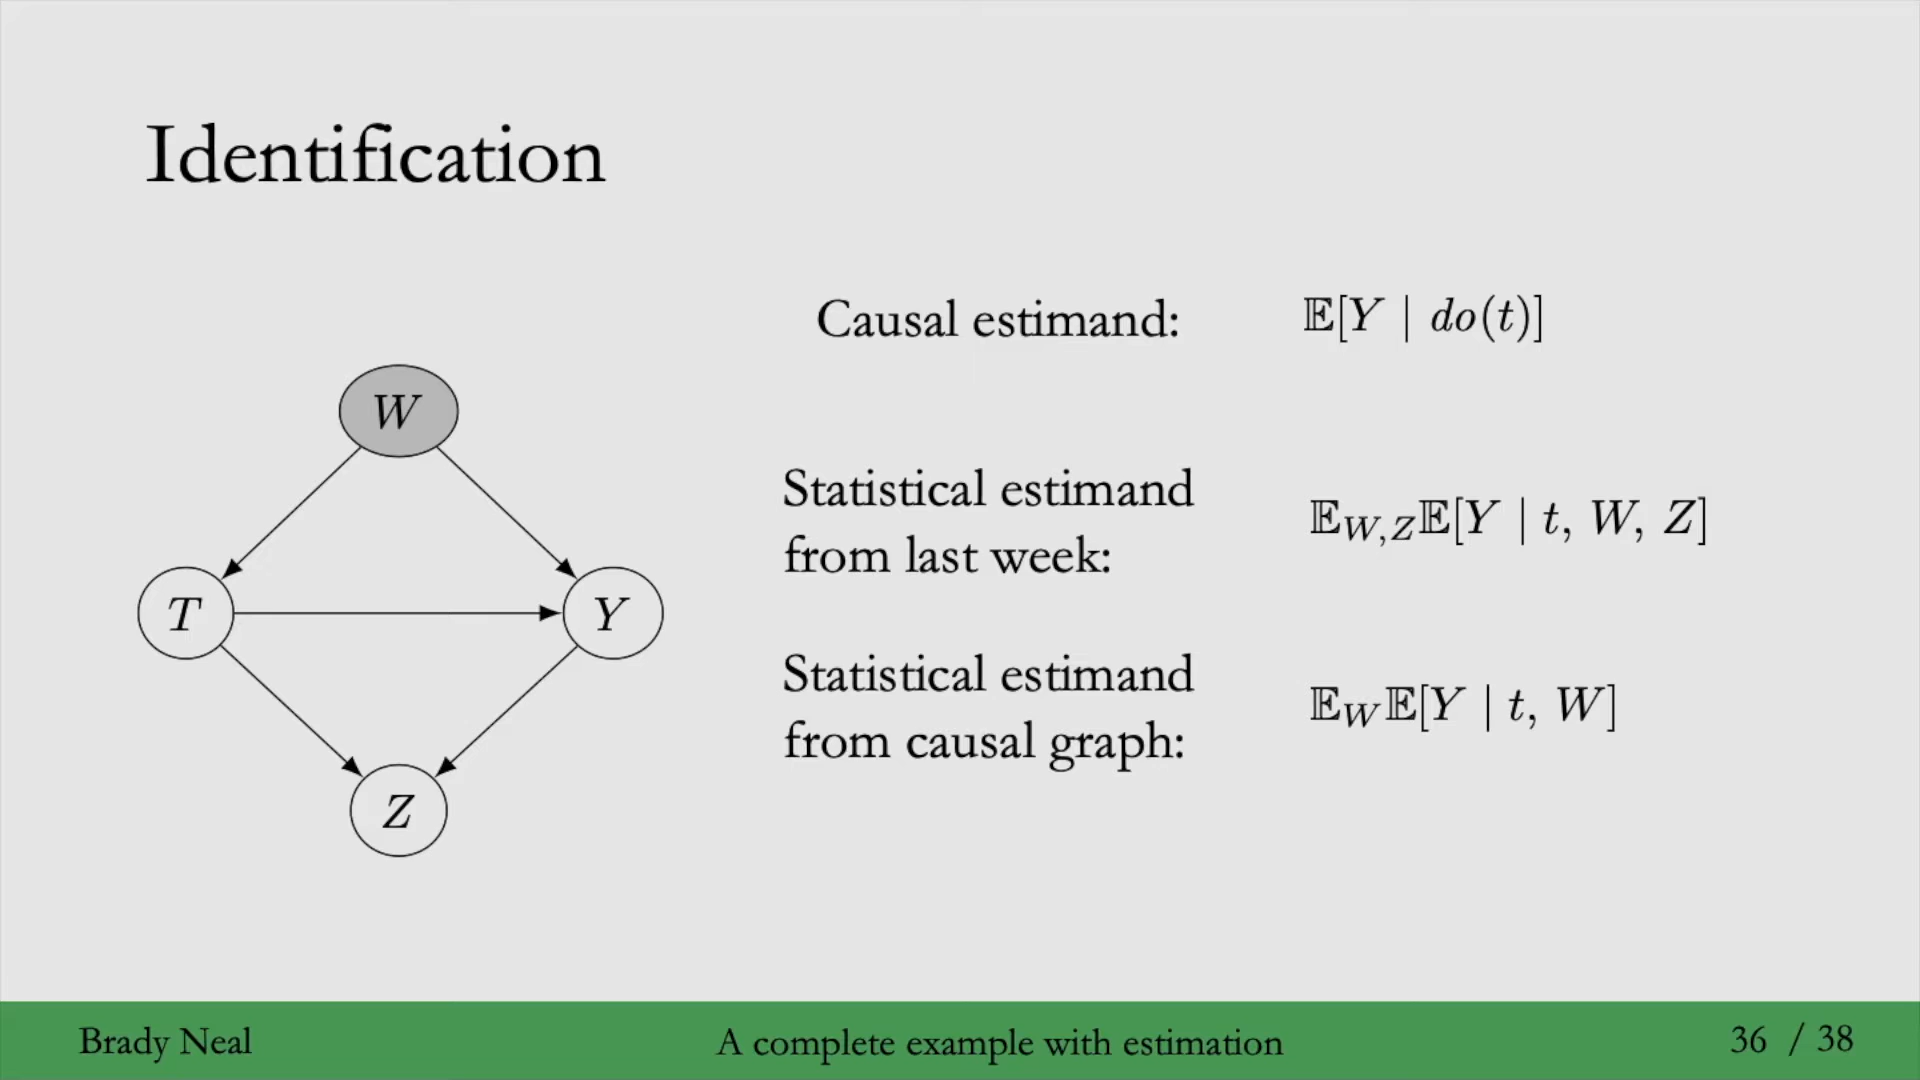 Identification
Causal estimand: 𝔼[Y | do(t)]
W
Statistical estimand
from last week:
𝔼_{W,Z}𝔼[Y | t, W, Z]
T
Y
Statistical estimand
from causal graph:
𝔼_W𝔼[Y | t, W]
Z
Brady Neal
A complete example with estimation
36 / 38